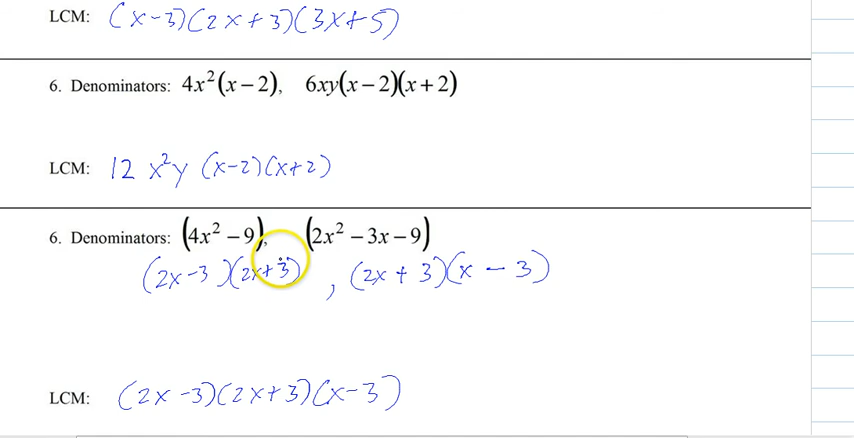 LCM: (x-3)(2x+3)(3x+5)
6. Denominators: 4x²(x-2), 6xy(x-2)(x+2)
LCM: 12 x²y (x-2)(x+2)
6. Denominators: (4x²-9), (2x²-3x-9)
(2x-3)(2x+3), (2x+3)(x-3)
LCM: (2x-3)(2x+3)(x-3)